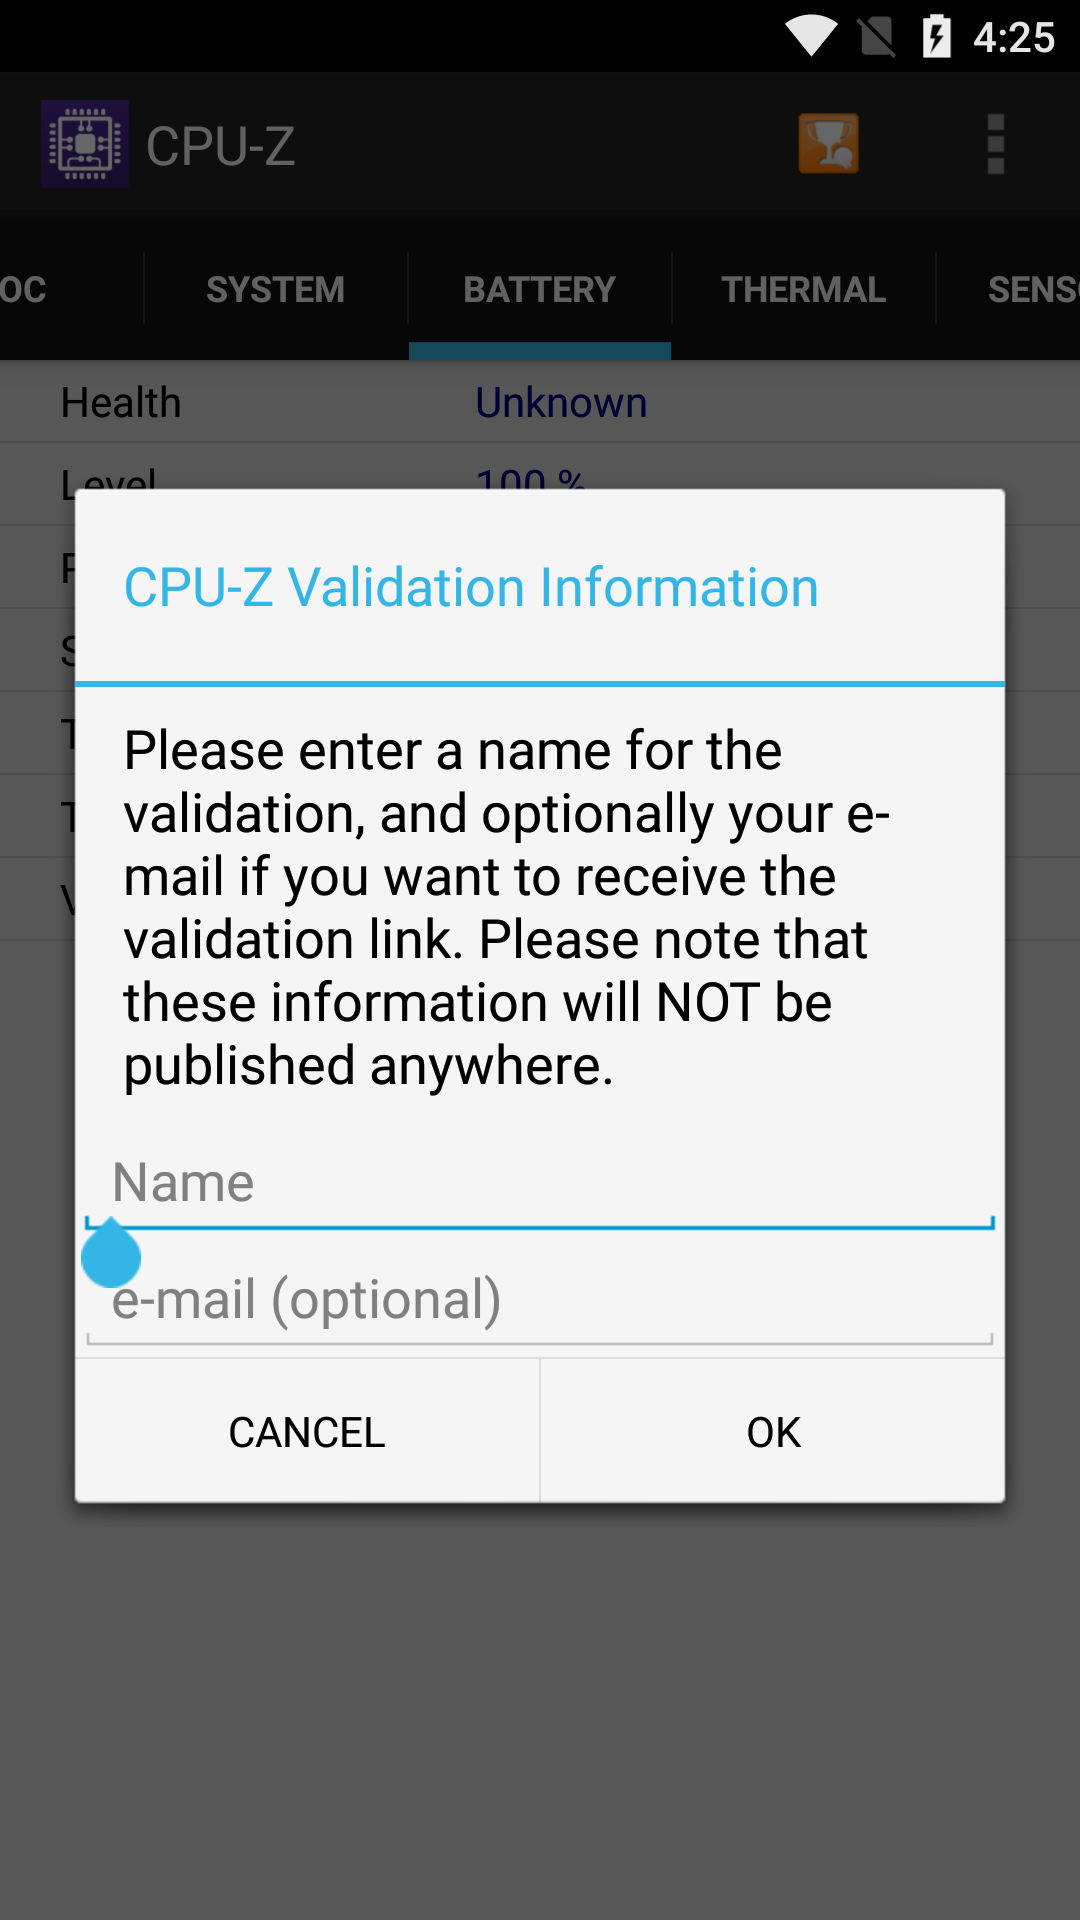 4:25
CPU-Z
OC SYSTEM BATTERY THERMAL SENS
Health Unknown
Level 100 %
CPU-Z Validation Information
Please enter a name for the
validation, and optionally your e-
mail if you want to receive the
validation link. Please note that
these information will NOT be
published anywhere.
Name
e-mail (optional)
CANCEL OK